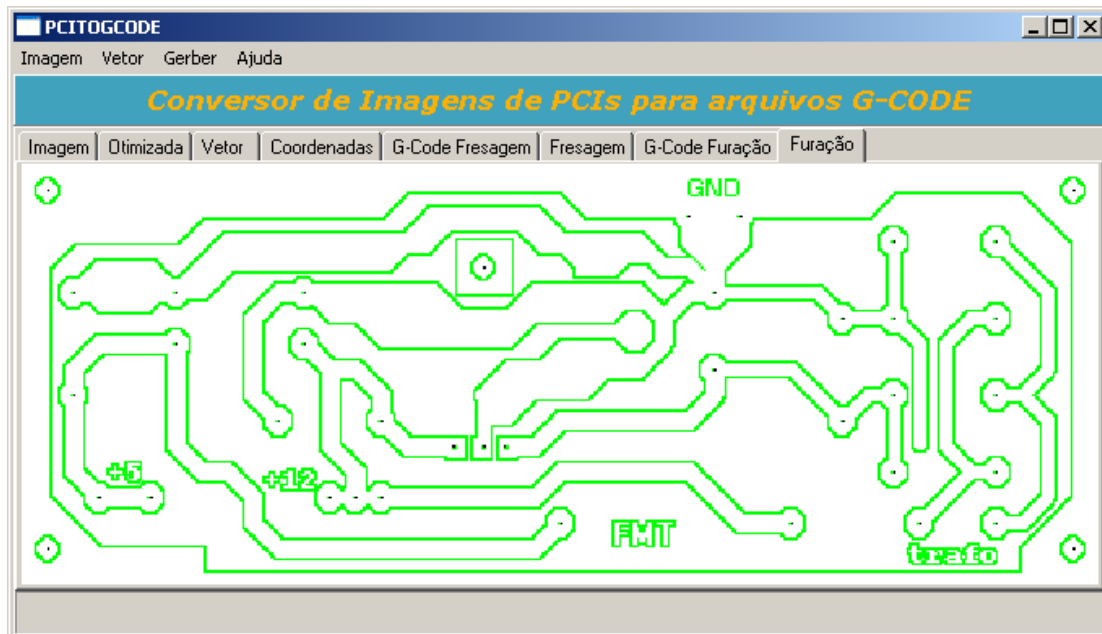 PCITOGCODE
Imagem Vetor Gerber Ajuda
Conversor de Imagens de PCIs para arquivos G-CODE
Imagem Otimizada Vetor Coordenadas G-Code Fresagem Fresagem G-Code Furação Furação
GND
+5
+12
FMT
trafo